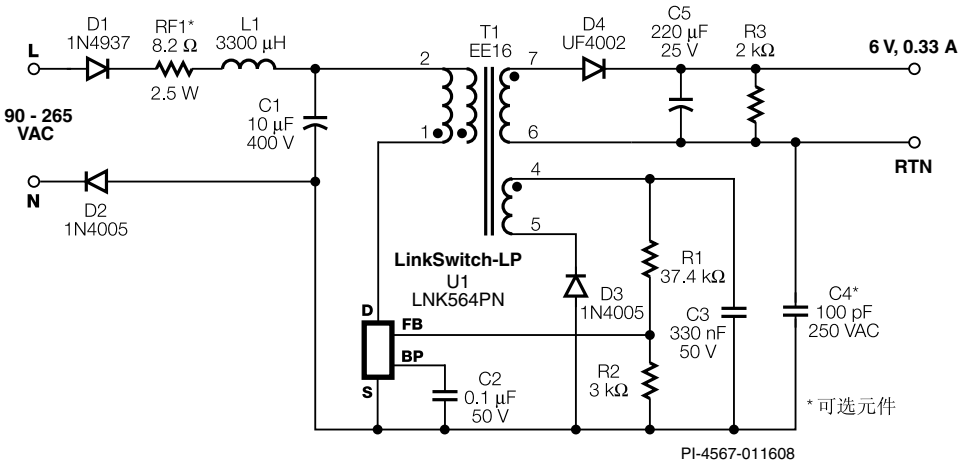 D1
1N4937
RF1*
8.2 Ω
2.5 W
L1
3300 μH
T1
EE16
D4
UF4002
C5
220 μF
25 V
R3
2 kΩ
6 V, 0.33 A
L
2
7
90 - 265
VAC
C1
10 μF
400 V
1
6
RTN
N
D2
1N4005
4
5
LinkSwitch-LP
U1
LNK564PN
D
FB
BP
S
D3
1N4005
R1
37.4 kΩ
C3
330 nF
50 V
C4*
100 pF
250 VAC
C2
0.1 μF
50 V
R2
3 kΩ
* 可选元件
PI-4567-011608